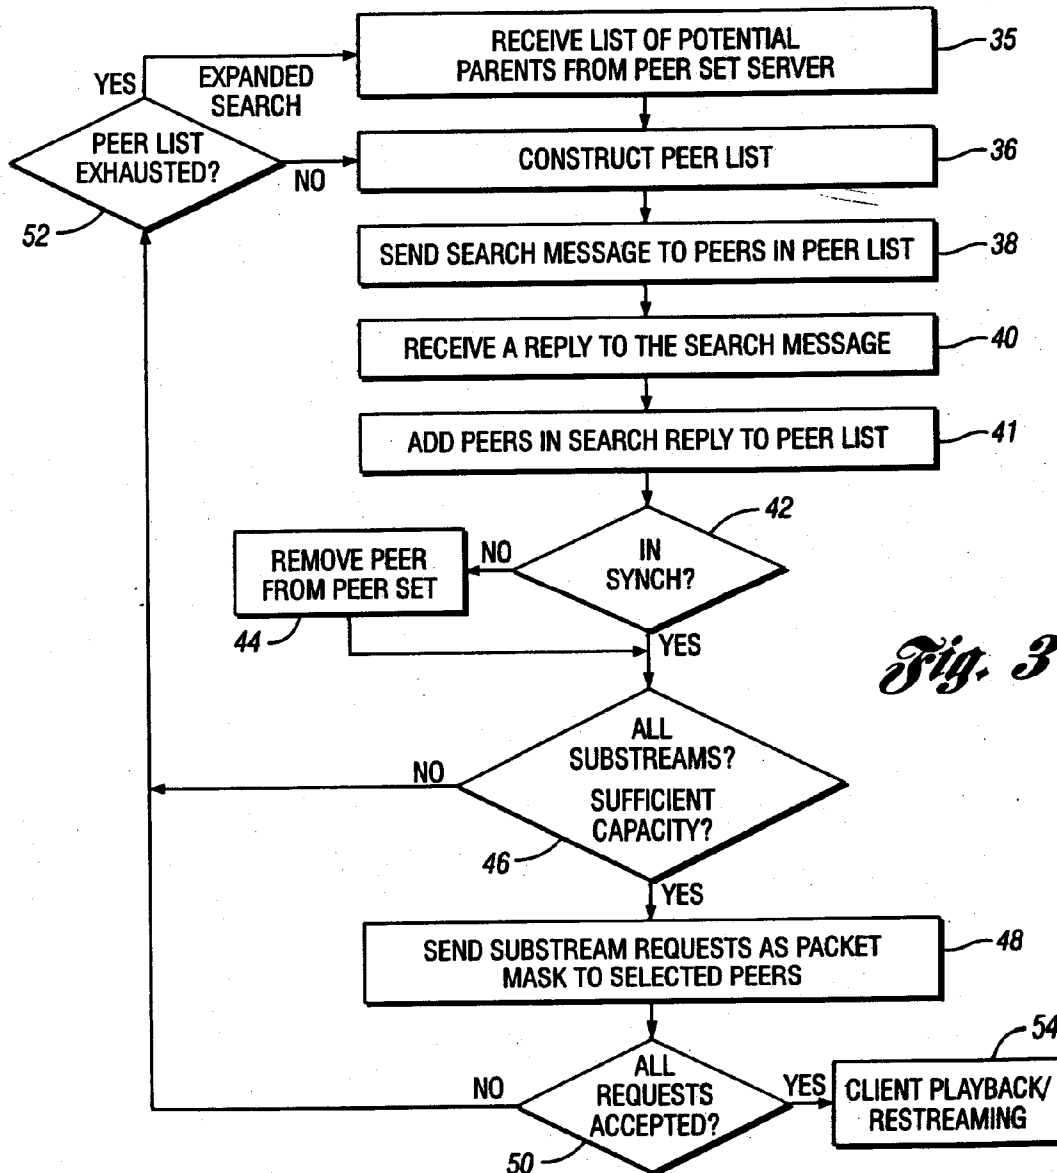 RECEIVE LIST OF POTENTIAL
PARENTS FROM PEER SET SERVER
35
YES
EXPANDED
SEARCH
PEER LIST
EXHAUSTED?
NO
52
CONSTRUCT PEER LIST
36
SEND SEARCH MESSAGE TO PEERS IN PEER LIST
38
RECEIVE A REPLY TO THE SEARCH MESSAGE
40
ADD PEERS IN SEARCH REPLY TO PEER LIST
41
IN
SYNCH?
42
NO
REMOVE PEER
FROM PEER SET
44
YES
Fig. 3
ALL
SUBSTREAMS?
SUFFICIENT
CAPACITY?
NO
46
YES
SEND SUBSTREAM REQUESTS AS PACKET
MASK TO SELECTED PEERS
48
ALL
REQUESTS
ACCEPTED?
NO
50
YES
54
CLIENT PLAYBACK/
RESTREAMING